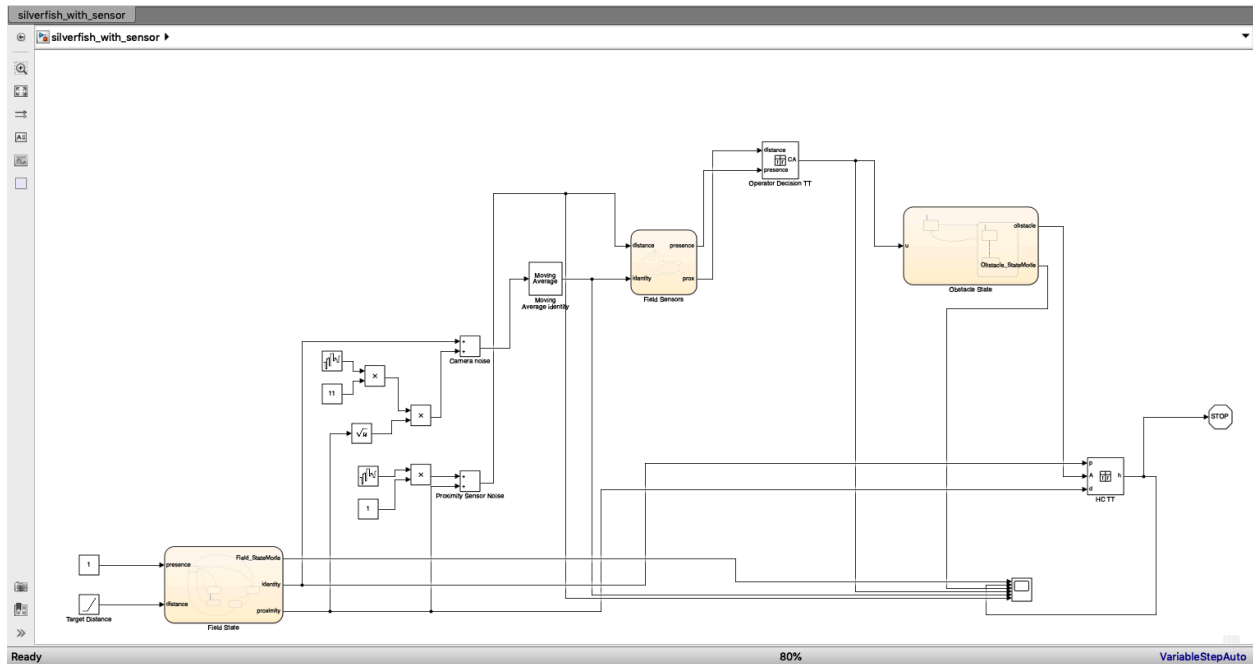 silverfish_with_sensor
silverfish_with_sensor
distance
presence
CA
Operator Decision TT
distance
identity
presence
prox
Field Sensors
u
obstacle
Obstacle_StateMode
Obstacle State
Moving
Average
Moving
Average identity
Camera noise
11
×
×
√u
×
1
Proximity Sensor Noise
STOP
p
A
d
h
HC TT
1
presence
distance
Field_StateMode
identity
proximity
Target Distance
Field State
Ready
80%
VariableStepAuto